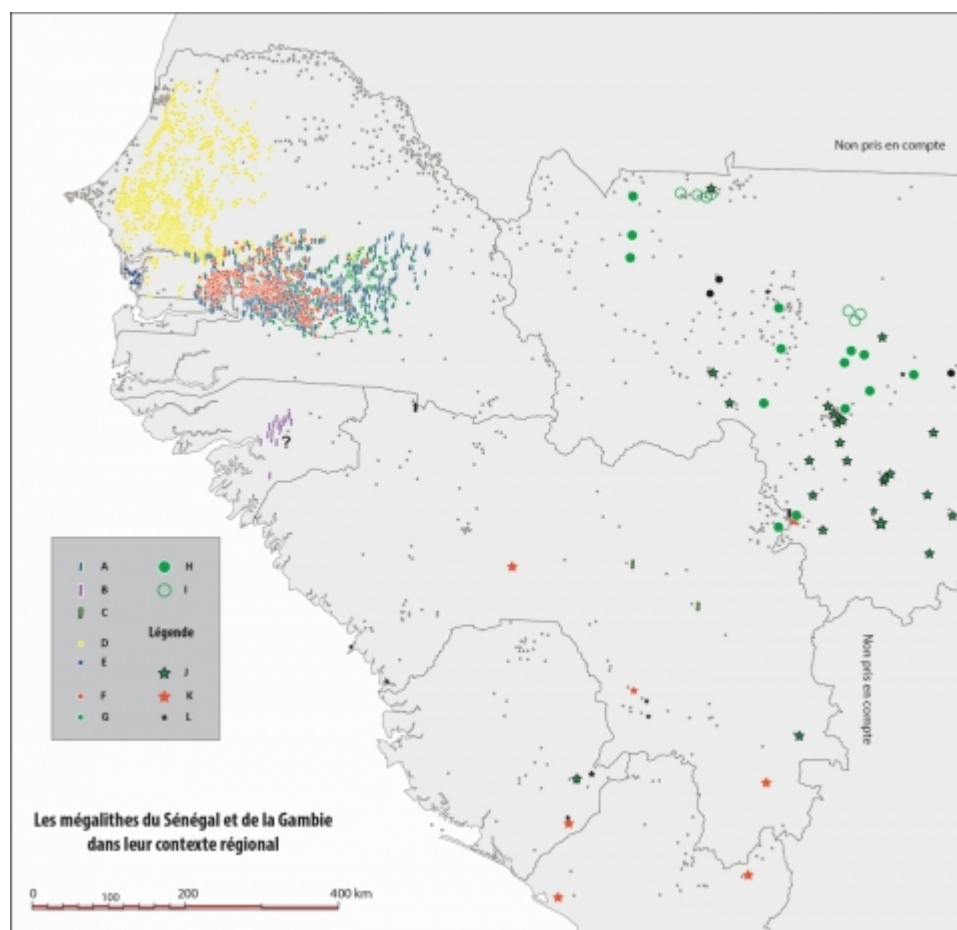 Non pris en compte
?
A
B
C
D
E
F
G
H
I
Légende
J
K
L
Non pris en compte
Les mégalithes du Sénégal et de la Gambie
dans leur contexte régional
0 100 200 400 km